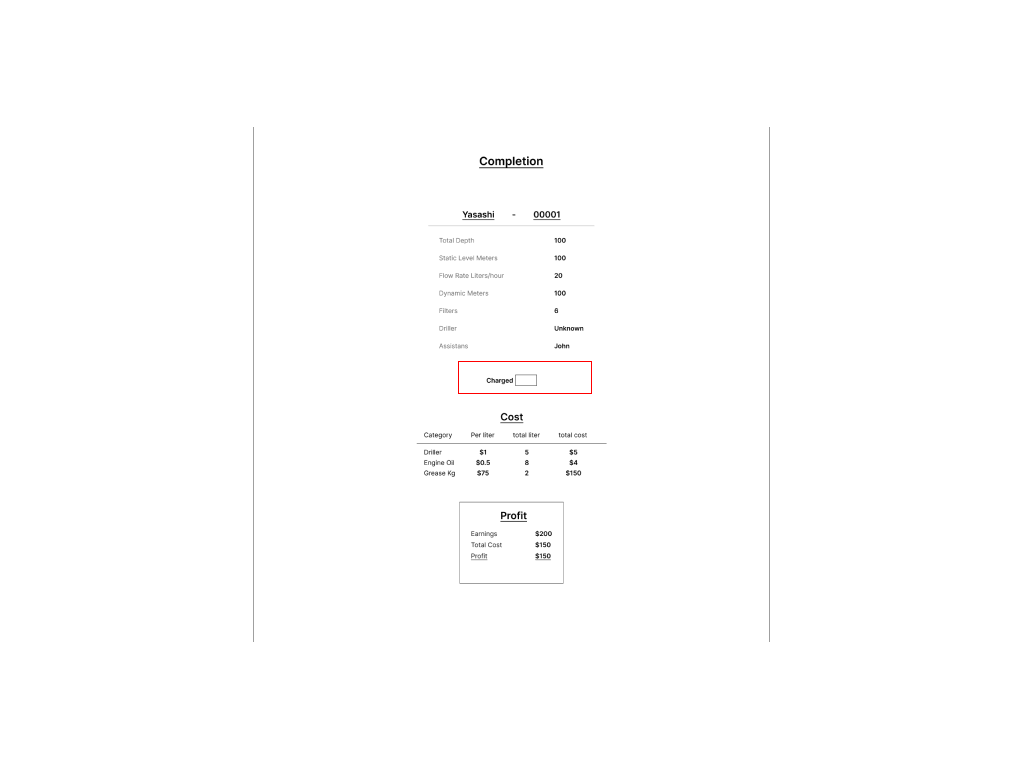 Completion
Yasashi - 00001
Total Depth 100
Static Level Meters 100
Flow Rate Liters/hour 20
Dynamic Meters 100
Filters 6
Driller Unknown
Assistans John
Charged
Cost
Category Per liter total liter total cost
Driller $1 5 $5
Engine Oil $0.5 8 $4
Grease Kg $75 2 $150
Profit
Earnings $200
Total Cost $150
Profit $150